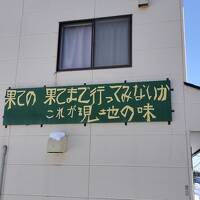 果ての 果てまで行ってみないか
これが現地の味